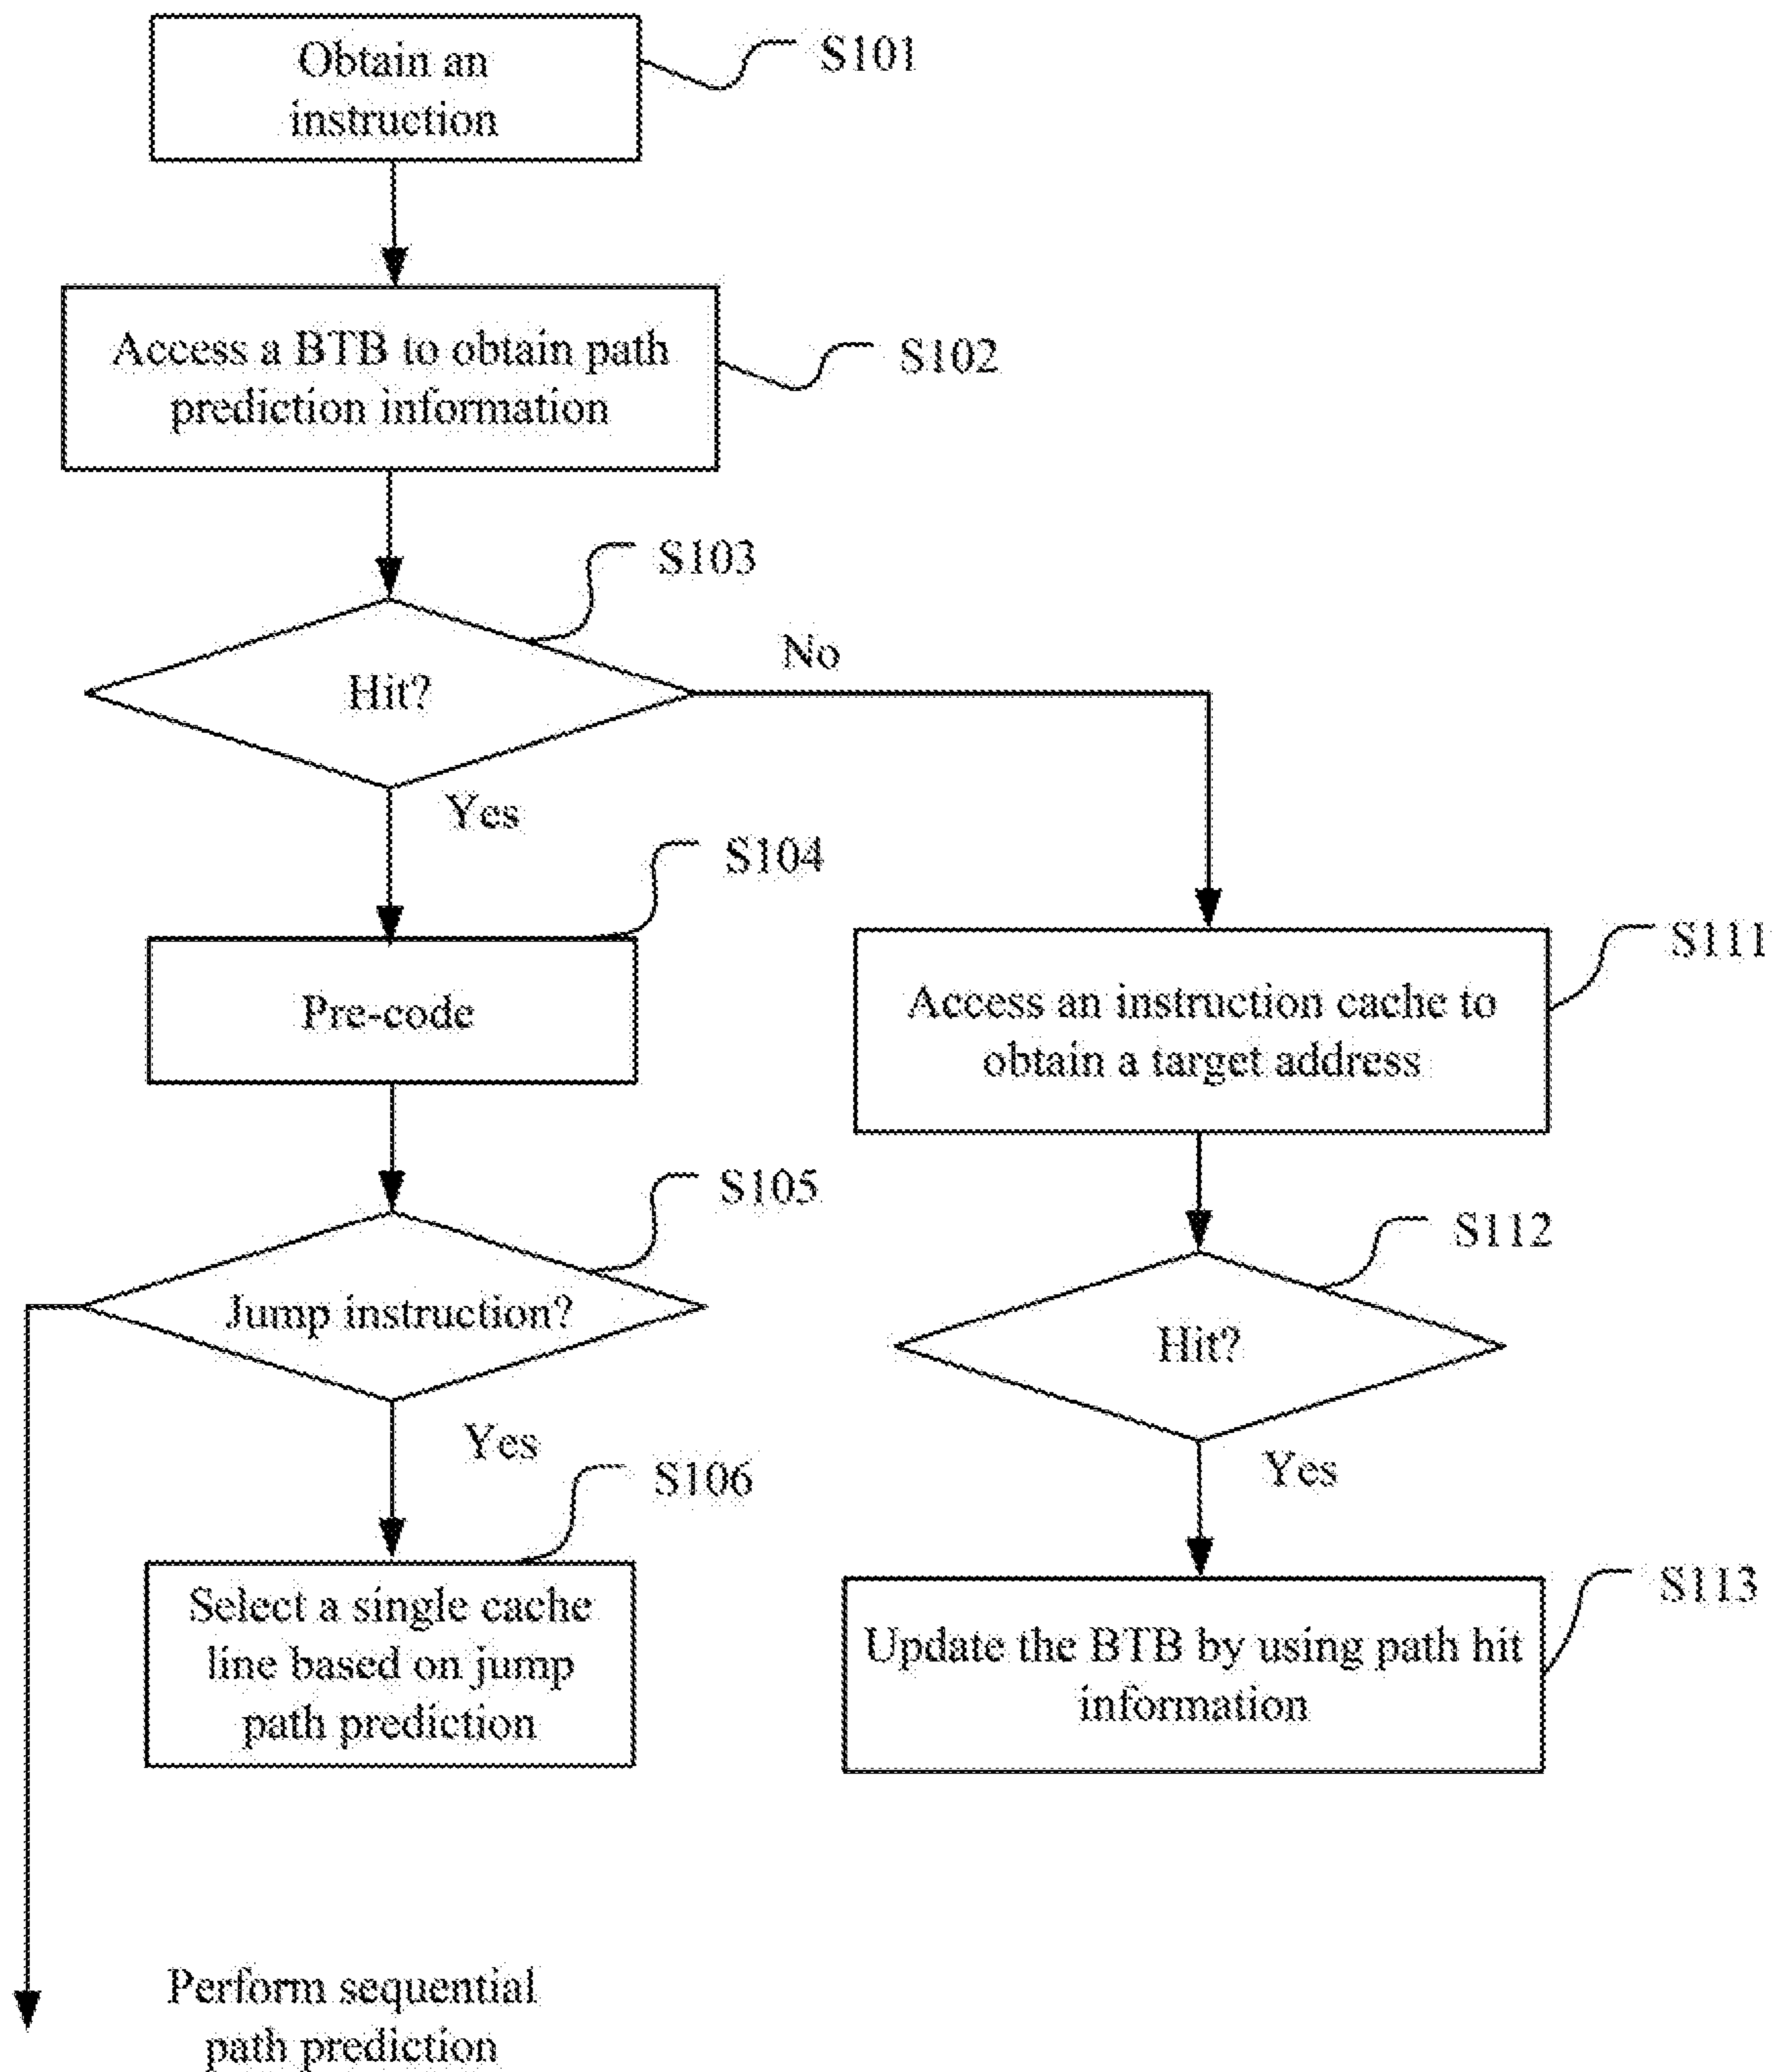 Obtain an
instruction
S101
Access a BTB to obtain path
prediction information
S102
S103
Hit?
No
Yes
S104
Pre-code
S111
Access an instruction cache to
obtain a target address
S105
Jump instruction?
S112
Hit?
Yes
Yes
S106
Select a single cache
line based on jump
path prediction
S113
Update the BTB by using path hit
information
Perform sequential
path prediction